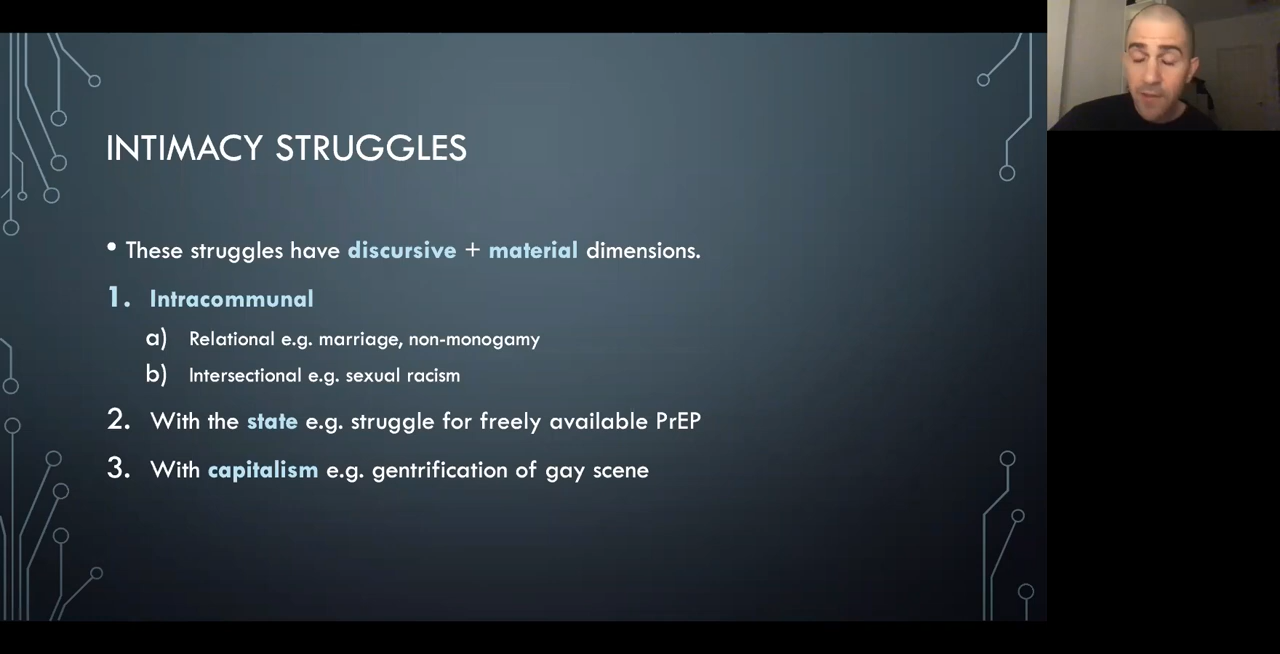 INTIMACY STRUGGLES
• These struggles have discursive + material dimensions.
1. Intracommunal
a) Relational e.g. marriage, non-monogamy
b) Intersectional e.g. sexual racism
2. With the state e.g. struggle for freely available PrEP
3. With capitalism e.g. gentrification of gay scene